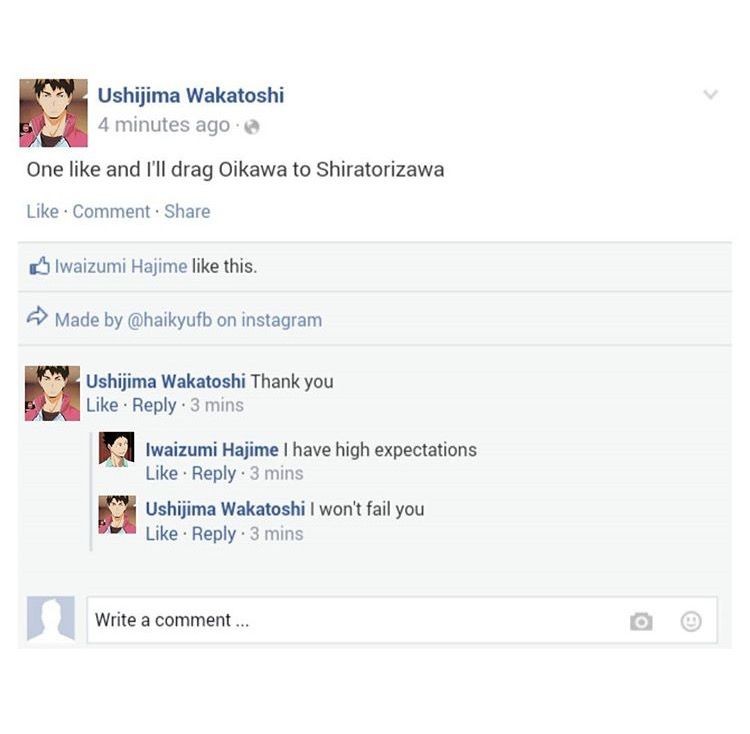 Ushijima Wakatoshi
4 minutes ago ·
One like and I'll drag Oikawa to Shiratorizawa
Like · Comment · Share
Iwaizumi Hajime like this.
Made by @haikyufb on instagram
Ushijima Wakatoshi Thank you
Like · Reply · 3 mins
Iwaizumi Hajime I have high expectations
Like · Reply · 3 mins
Ushijima Wakatoshi I won't fail you
Like · Reply · 3 mins
Write a comment ...